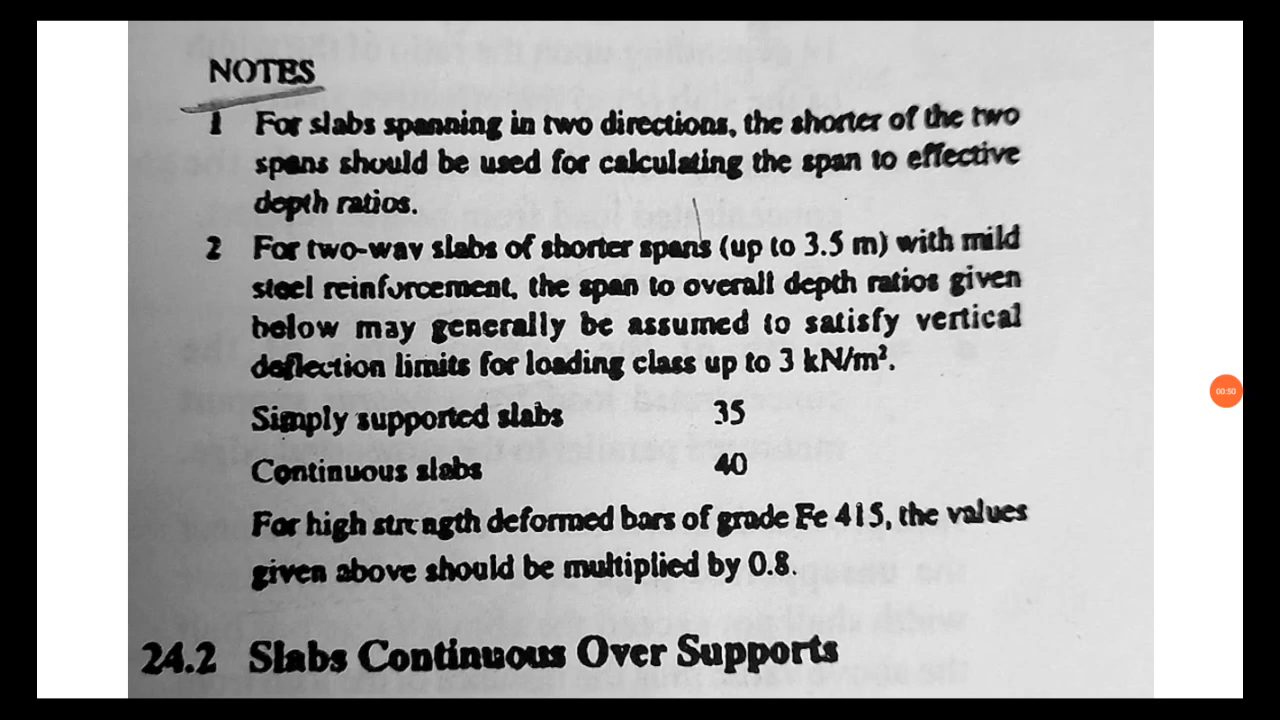 NOTES
1 For slabs spanning in two directions, the shorter of the two
spans should be used for calculating the span to effective
depth ratios.
2 For two-way slabs of shorter spans (up to 3.5 m) with mild
steel reinforcement, the span to overall depth ratios given
below may generally be assumed to satisfy vertical
deflection limits for loading class up to 3 kN/m².
Simply supported slabs 35
Continuous slabs 40
For high strength deformed bars of grade Fe 415, the values
given above should be multiplied by 0.8.
24.2 Slabs Continuous Over Supports
00:50